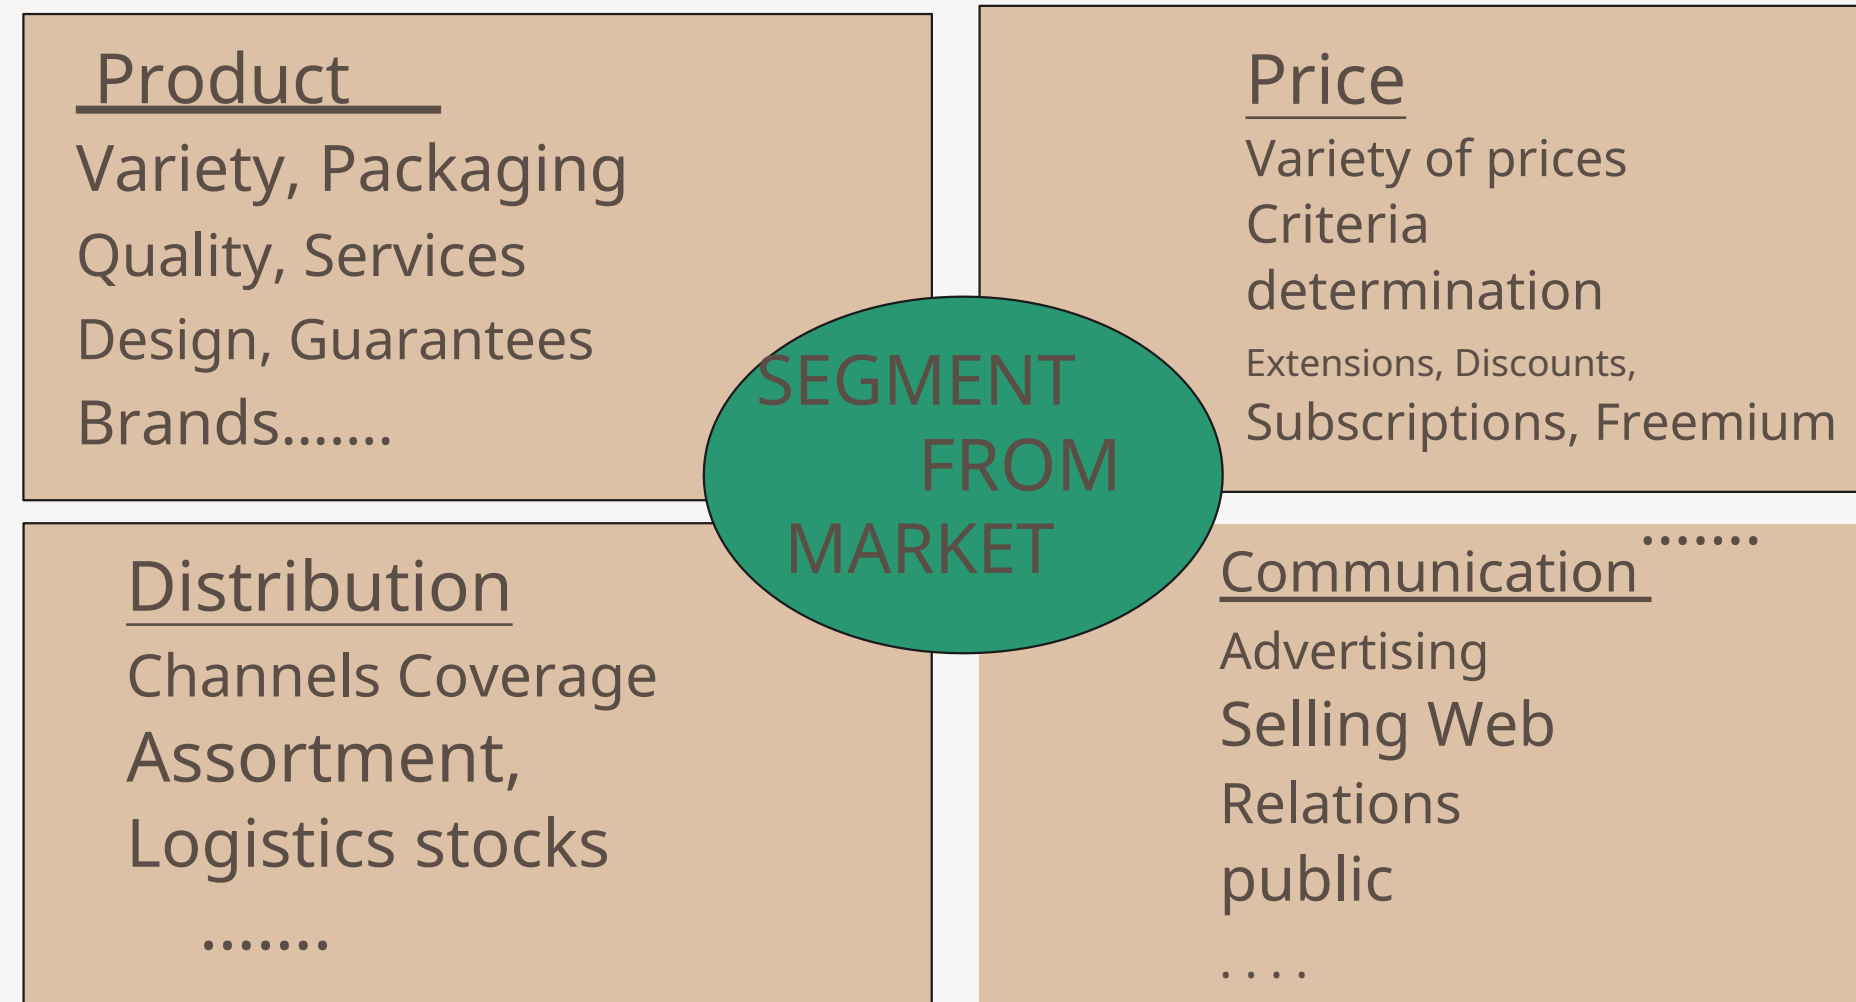 Product
Variety, Packaging
Quality, Services
Design, Guarantees
Brands.......
Price
Variety of prices
Criteria
determination
Extensions, Discounts,
Subscriptions, Freemium
.......
SEGMENT
FROM
MARKET
Distribution
Channels Coverage
Assortment,
Logistics stocks
.......
Communication
Advertising
Selling Web
Relations
public
. . . .